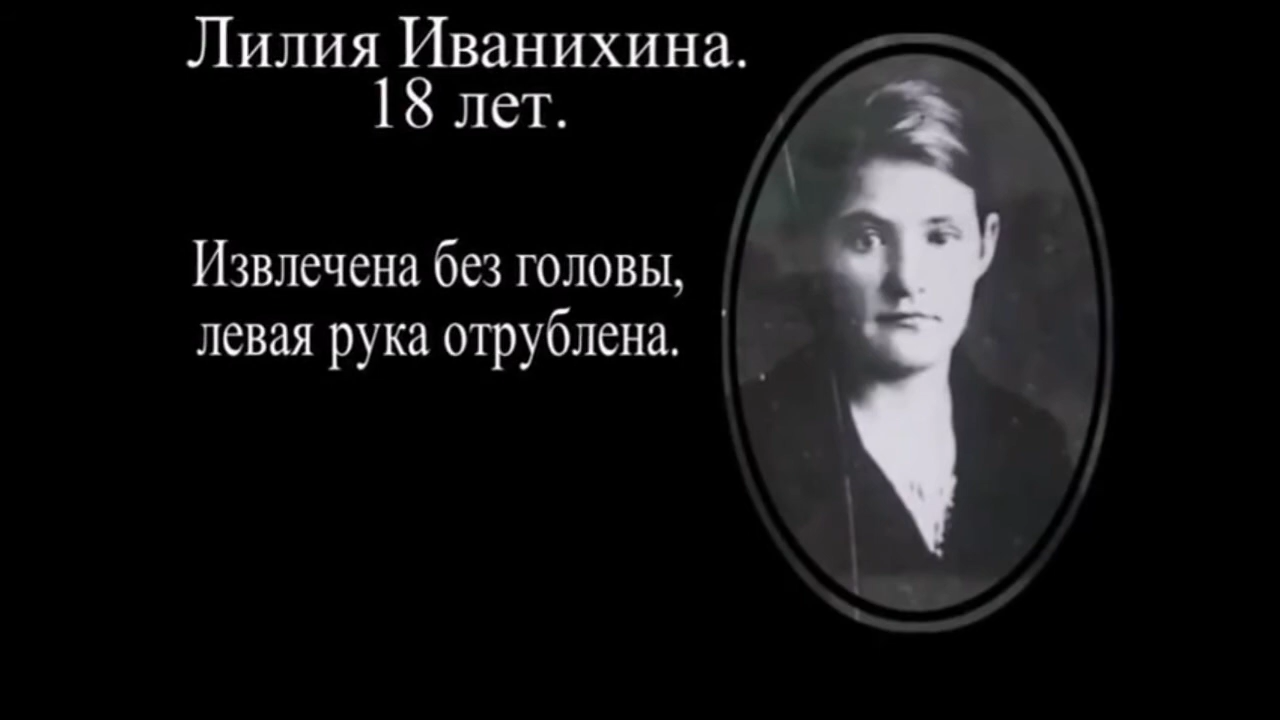 Лилия Иванихина.
18 лет.
Извлечена без головы,
левая рука отрублена.